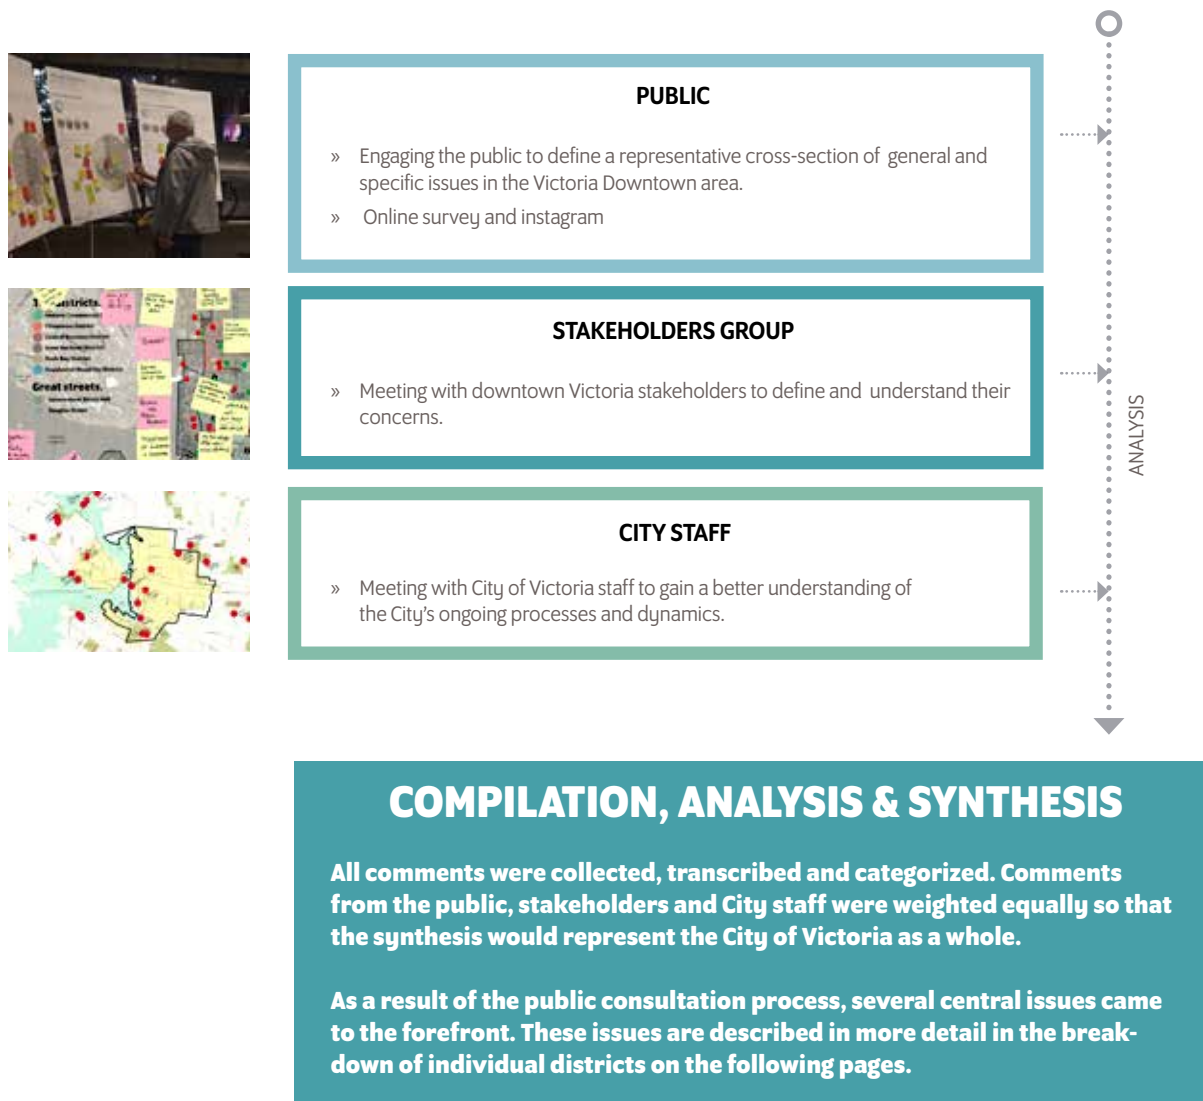 PUBLIC
» Engaging the public to define a representative cross-section of general and
specific issues in the Victoria Downtown area.
» Online survey and instagram
STAKEHOLDERS GROUP
» Meeting with downtown Victoria stakeholders to define and understand their
concerns.
CITY STAFF
» Meeting with City of Victoria staff to gain a better understanding of
the City's ongoing processes and dynamics.
ANALYSIS
Great streets.
COMPILATION, ANALYSIS & SYNTHESIS
All comments were collected, transcribed and categorized. Comments
from the public, stakeholders and City staff were weighted equally so that
the synthesis would represent the City of Victoria as a whole.
As a result of the public consultation process, several central issues came
to the forefront. These issues are described in more detail in the break-
down of individual districts on the following pages.